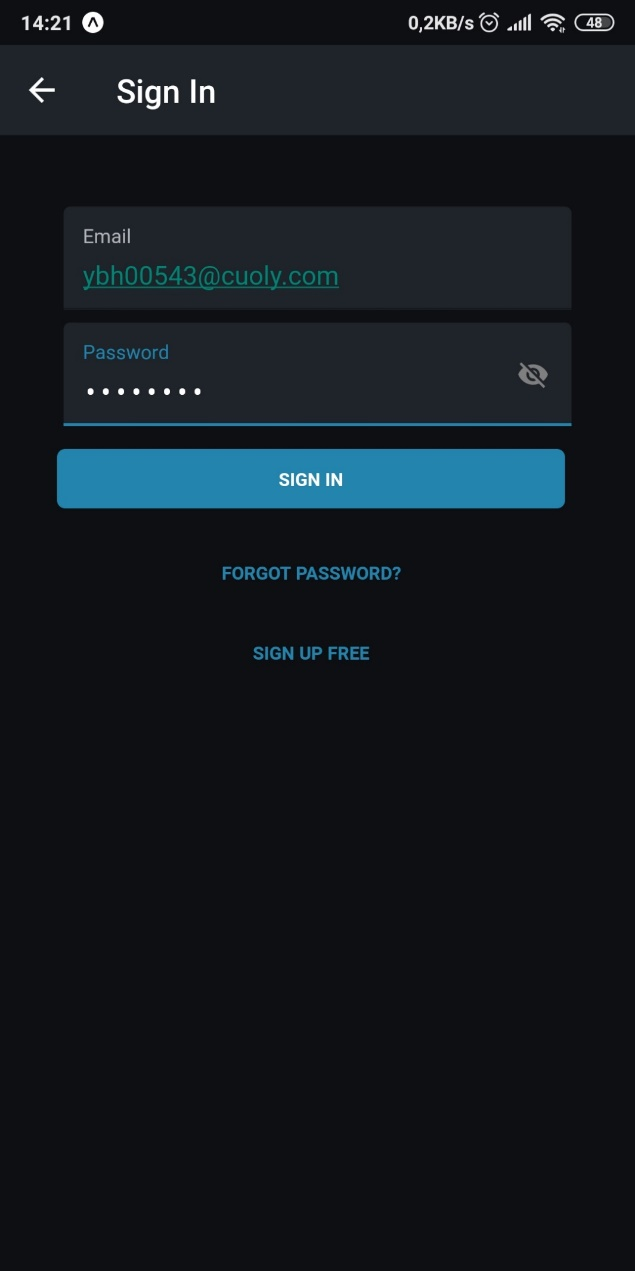 14:21 0,2KB/s 48
Sign In
Email
ybh00543@cuoly.com
Password
••••••••
SIGN IN
FORGOT PASSWORD?
SIGN UP FREE